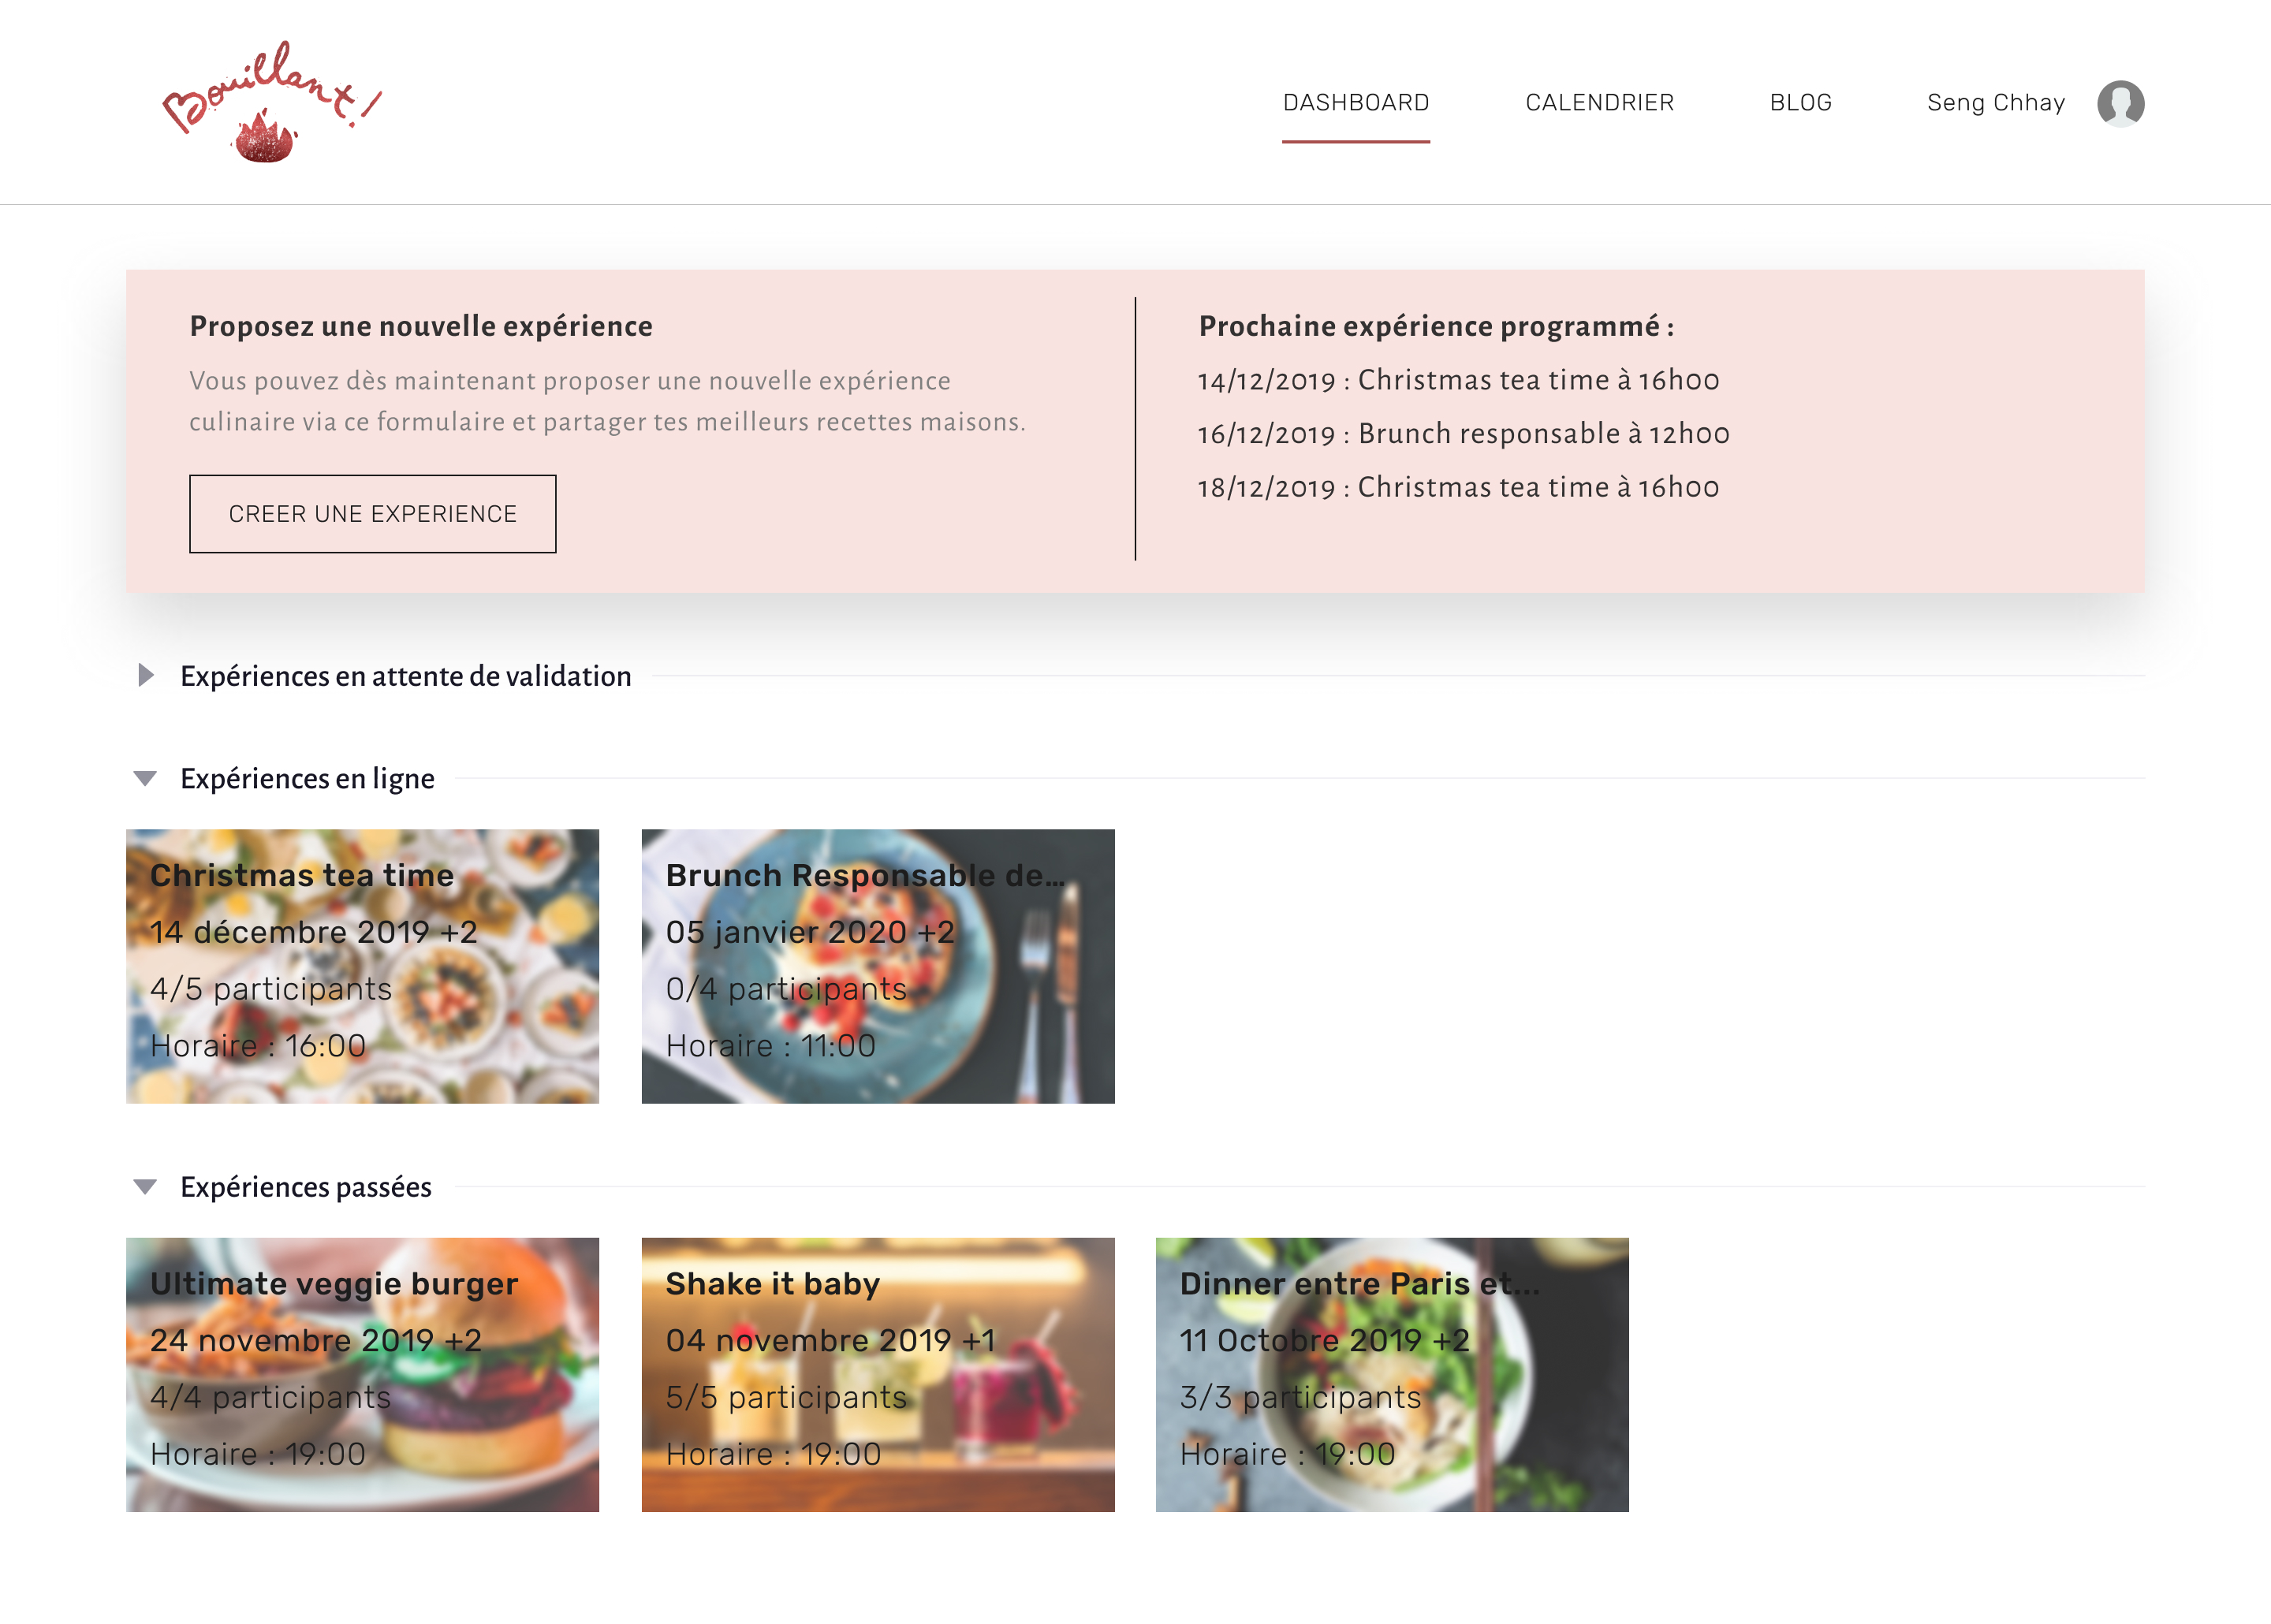 Bouillant!
DASHBOARD
CALENDRIER
BLOG
Seng Chhay
Proposez une nouvelle expérience
Vous pouvez dès maintenant proposer une nouvelle expérience
culinaire via ce formulaire et partager tes meilleurs recettes maisons.
CREER UNE EXPERIENCE
Prochaine expérience programmé :
14/12/2019 : Christmas tea time à 16h00
16/12/2019 : Brunch responsable à 12h00
18/12/2019 : Christmas tea time à 16h00
Expériences en attente de validation
Expériences en ligne
Christmas tea time
14 décembre 2019 +2
4/5 participants
Horaire : 16:00
Brunch Responsable de...
05 janvier 2020 +2
0/4 participants
Horaire : 11:00
Expériences passées
Ultimate veggie burger
24 novembre 2019 +2
4/4 participants
Horaire : 19:00
Shake it baby
04 novembre 2019 +1
5/5 participants
Horaire : 19:00
Dinner entre Paris et...
11 Octobre 2019 +2
3/3 participants
Horaire : 19:00